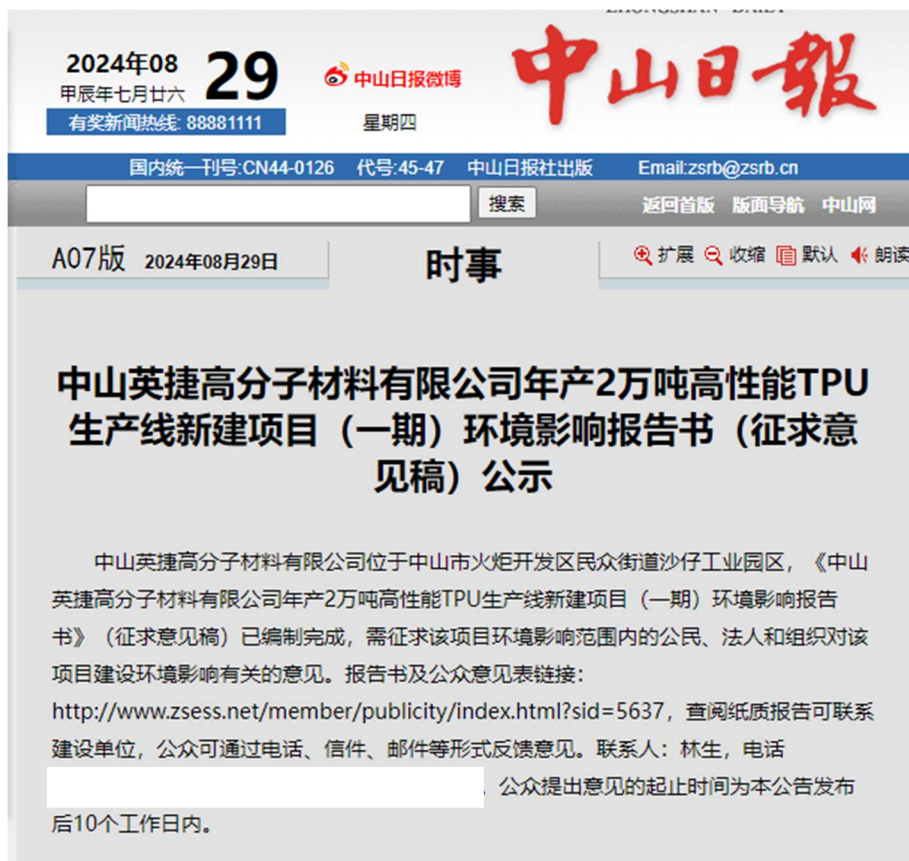 ZHONGSHAN DAILY
2024年08
29
甲辰年七月廿六
有奖新闻热线: 88881111
中山日报微博
星期四
中山日報
国内统一刊号:CN44-0126 代号:45-47 中山日报社出版 Email:zsrb@zsrb.cn
搜索 返回首版 版面导航 中山网
A07版 2024年08月29日 时事 扩展 收缩 默认 朗读
中山英捷高分子材料有限公司年产2万吨高性能TPU
生产线新建项目（一期）环境影响报告书（征求意
见稿）公示
中山英捷高分子材料有限公司位于中山市火炬开发区民众街道沙仔工业园区，《中山
英捷高分子材料有限公司年产2万吨高性能TPU生产线新建项目（一期）环境影响报告
书》（征求意见稿）已编制完成，需征求该项目环境影响范围内的公民、法人和组织对该
项目建设环境影响有关的意见。报告书及公众意见表链接：
http://www.zsess.net/member/publicity/index.html?sid=5637，查阅纸质报告可联系
建设单位，公众可通过电话、信件、邮件等形式反馈意见。联系人：林生，电话
，公众提出意见的起止时间为本公告发布
后10个工作日内。